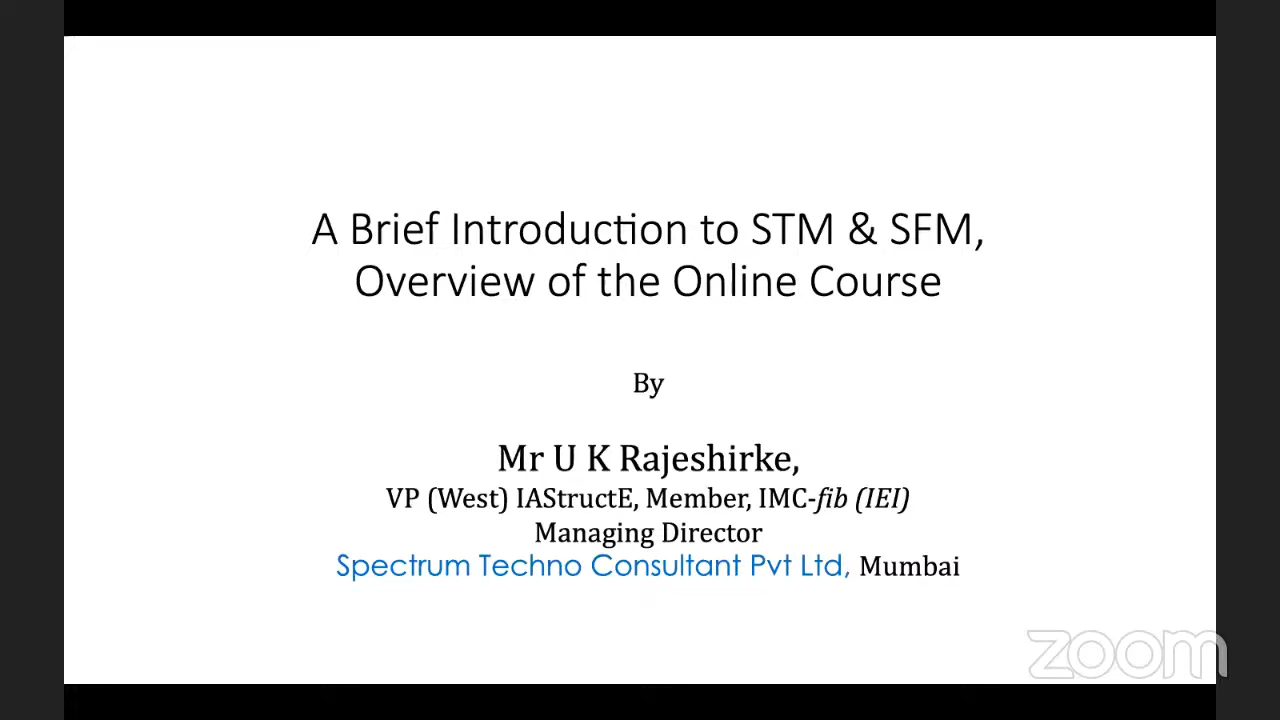 A Brief Introduction to STM & SFM,
Overview of the Online Course
By
Mr U K Rajeshirke,
VP (West) IAStructE, Member, IMC-fib (IEI)
Managing Director
Spectrum Techno Consultant Pvt Ltd, Mumbai
zoom